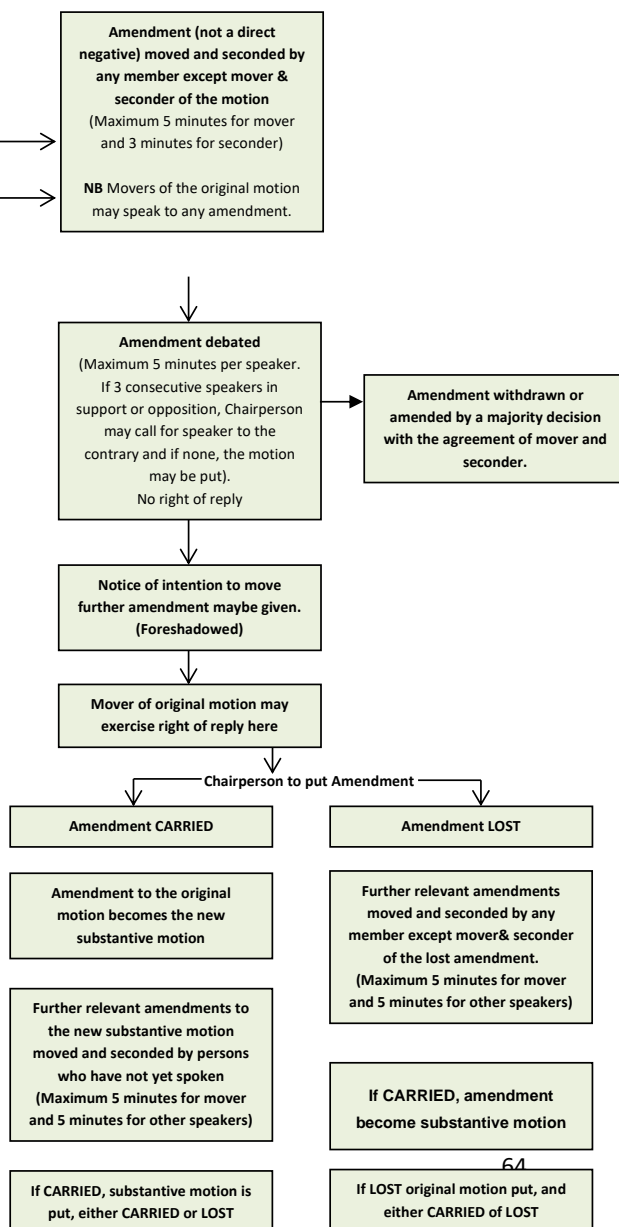 Amendment (not a direct
negative) moved and seconded by
any member except mover &
seconder of the motion
(Maximum 5 minutes for mover
and 3 minutes for seconder)
NB Movers of the original motion
may speak to any amendment.
Amendment debated
(Maximum 5 minutes per speaker.
If 3 consecutive speakers in
support or opposition, Chairperson
may call for speaker to the
contrary and if none, the motion
may be put).
No right of reply
Amendment withdrawn or
amended by a majority decision
with the agreement of mover and
seconder.
Notice of intention to move
further amendment maybe given.
(Foreshadowed)
Mover of original motion may
exercise right of reply here
Chairperson to put Amendment
Amendment CARRIED
Amendment to the original
motion becomes the new
substantive motion
Further relevant amendments to
the new substantive motion
moved and seconded by persons
who have not yet spoken
(Maximum 5 minutes for mover
and 5 minutes for other speakers)
If CARRIED, substantive motion is
put, either CARRIED or LOST
Amendment LOST
Further relevant amendments
moved and seconded by any
member except mover& seconder
of the lost amendment.
(Maximum 5 minutes for mover
and 5 minutes for other speakers)
If CARRIED, amendment
become substantive motion
64
If LOST original motion put, and
either CARRIED of LOST